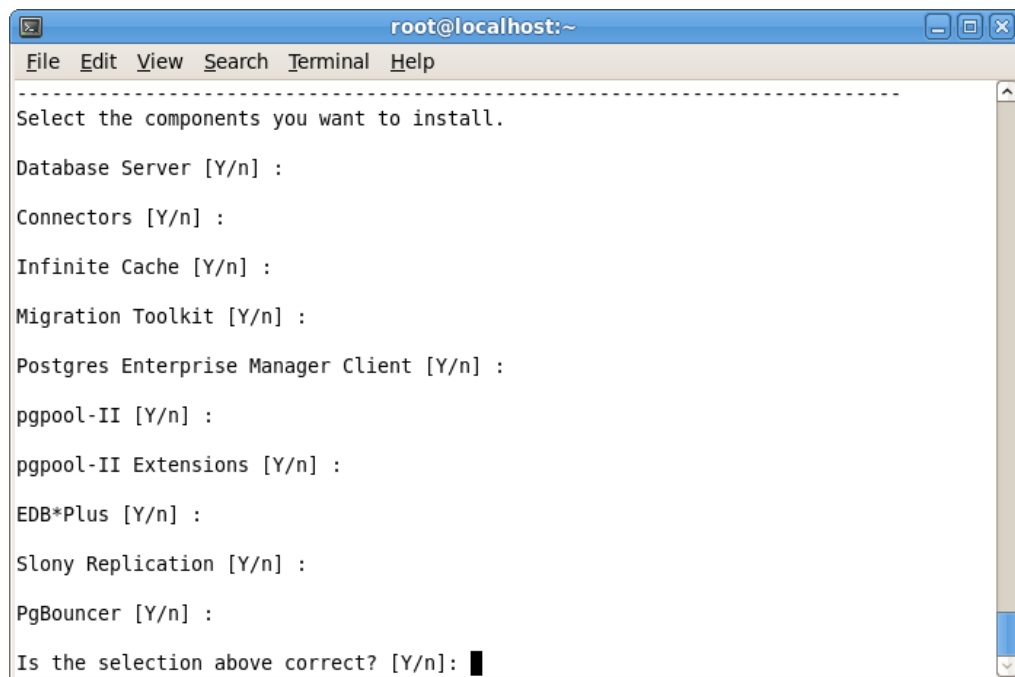 root@localhost:~
File Edit View Search Terminal Help
--------------------------------------------------------------------------------
Select the components you want to install.
Database Server [Y/n] :
Connectors [Y/n] :
Infinite Cache [Y/n] :
Migration Toolkit [Y/n] :
Postgres Enterprise Manager Client [Y/n] :
pgpool-II [Y/n] :
pgpool-II Extensions [Y/n] :
EDB*Plus [Y/n] :
Slony Replication [Y/n] :
PgBouncer [Y/n] :
Is the selection above correct? [Y/n]: